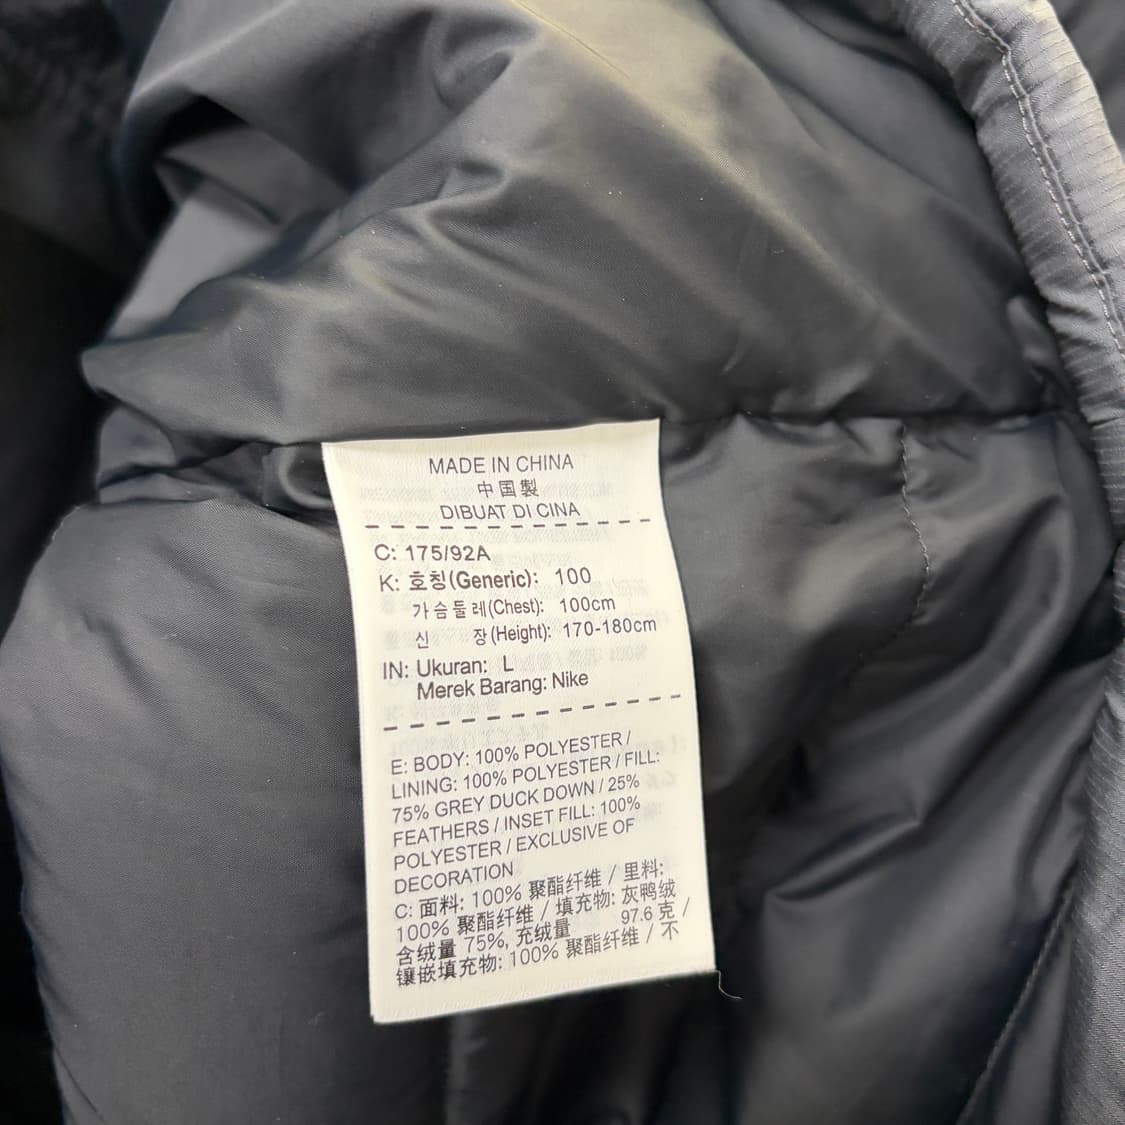 MADE IN CHINA
中国製
DIBUAT DI CINA
C: 175/92A
K: 호칭(Generic): 100
가슴둘레(Chest): 100cm
신 장(Height): 170-180cm
IN: Ukuran: L
Merek Barang: Nike
E: BODY: 100% POLYESTER /
LINING: 100% POLYESTER / FILL:
75% GREY DUCK DOWN / 25%
FEATHERS / INSET FILL: 100%
POLYESTER / EXCLUSIVE OF
DECORATION
C: 面料: 100% 聚酯纤维 / 里料:
100% 聚酯纤维 / 填充物: 灰鸭绒
含绒量 75%, 充绒量 97.6 克 /
镶嵌填充物: 100% 聚酯纤维 / 不